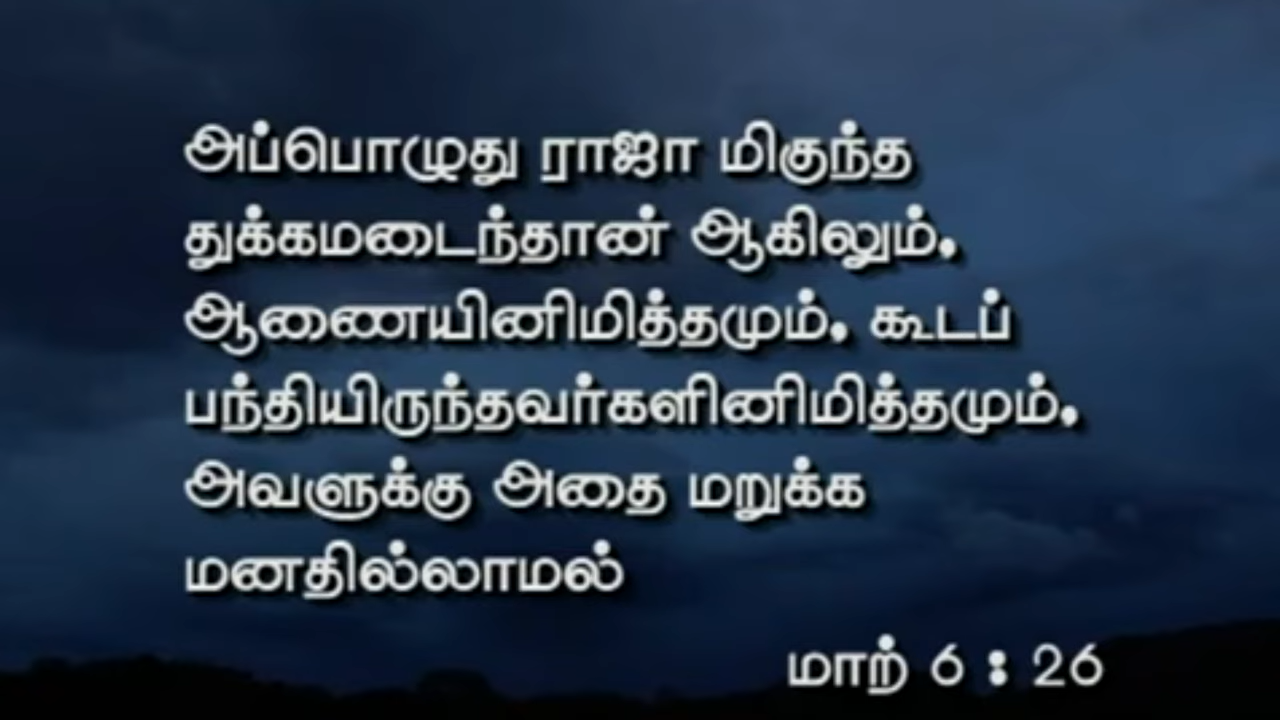 அப்பொழுது ராஜா மிகுந்த
துக்கமடைந்தான் ஆகிலும்,
ஆணையினிமித்தமும், கூடப்
பந்தியிருந்தவர்களினிமித்தமும்,
அவளுக்கு அதை மறுக்க
மனதில்லாமல்
மாற் 6 : 26